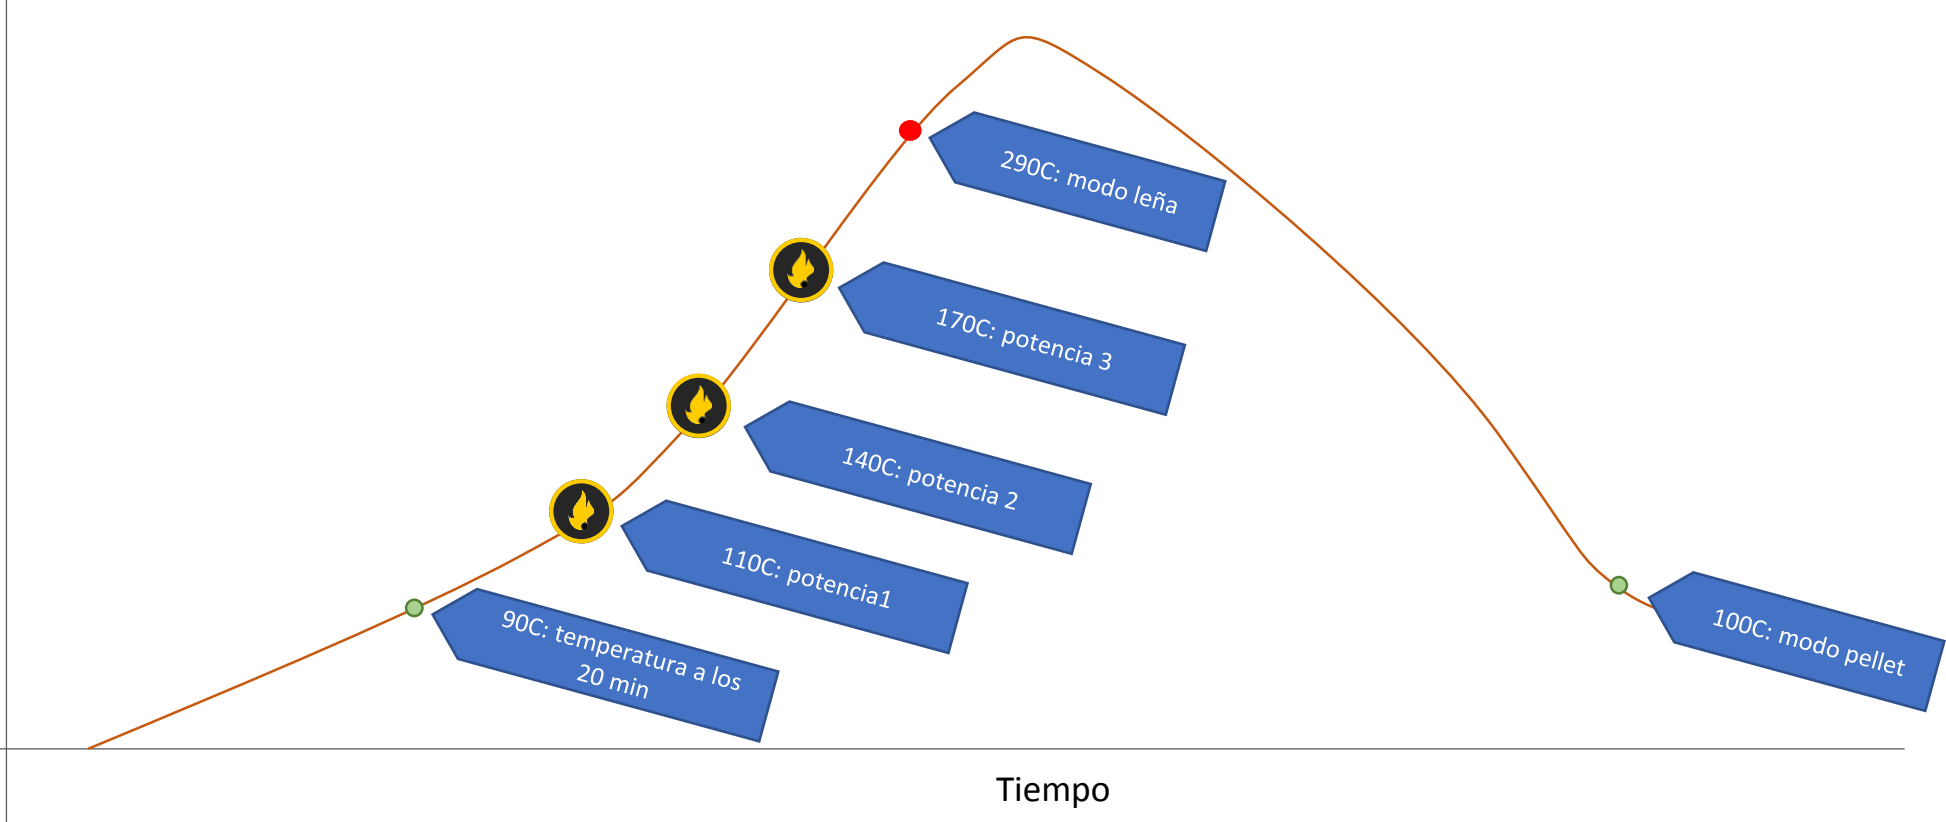 290C: modo leña
170C: potencia 3
140C: potencia 2
110C: potencia1
90C: temperatura a los
20 min
100C: modo pellet
Tiempo